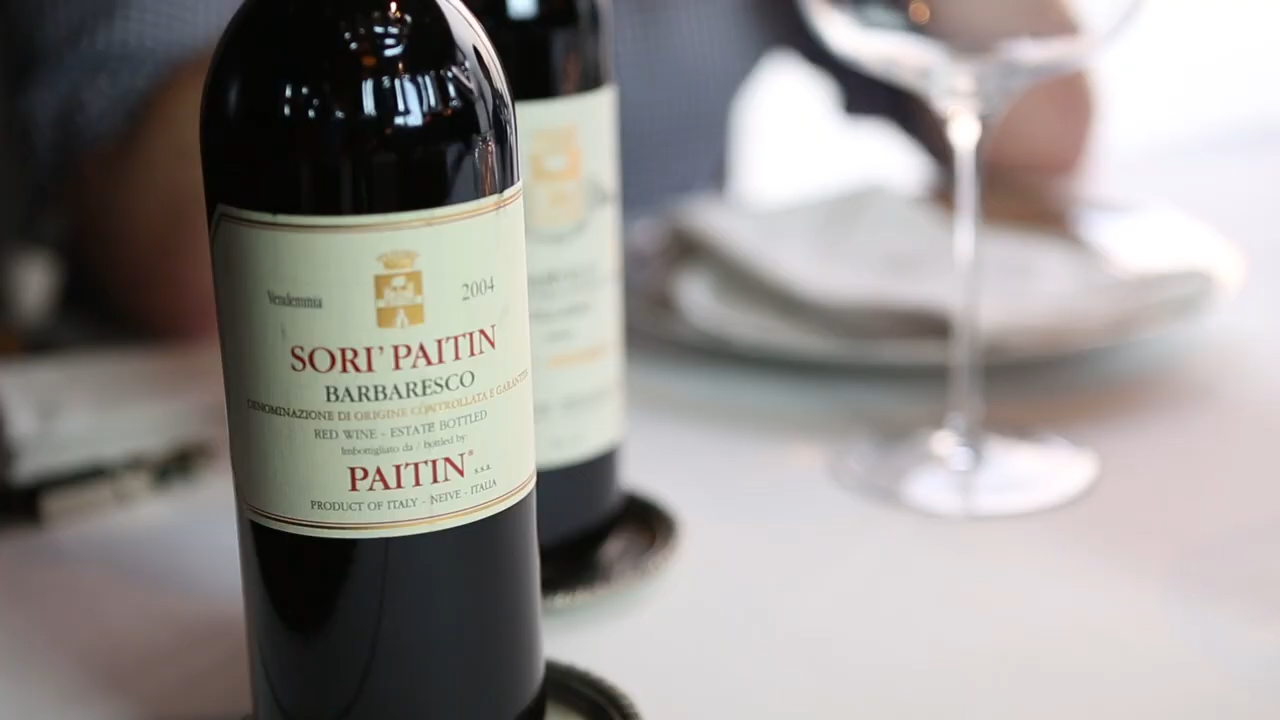 Vendemmia 2004
SORI' PAITIN
BARBARESCO
DENOMINAZIONE DI ORIGINE CONTROLLATA E GARANTITA
RED WINE - ESTATE BOTTLED
Imbottigliato da / bottled by:
PAITIN® s.s.a.
PRODUCT OF ITALY - NEIVE - ITALIA